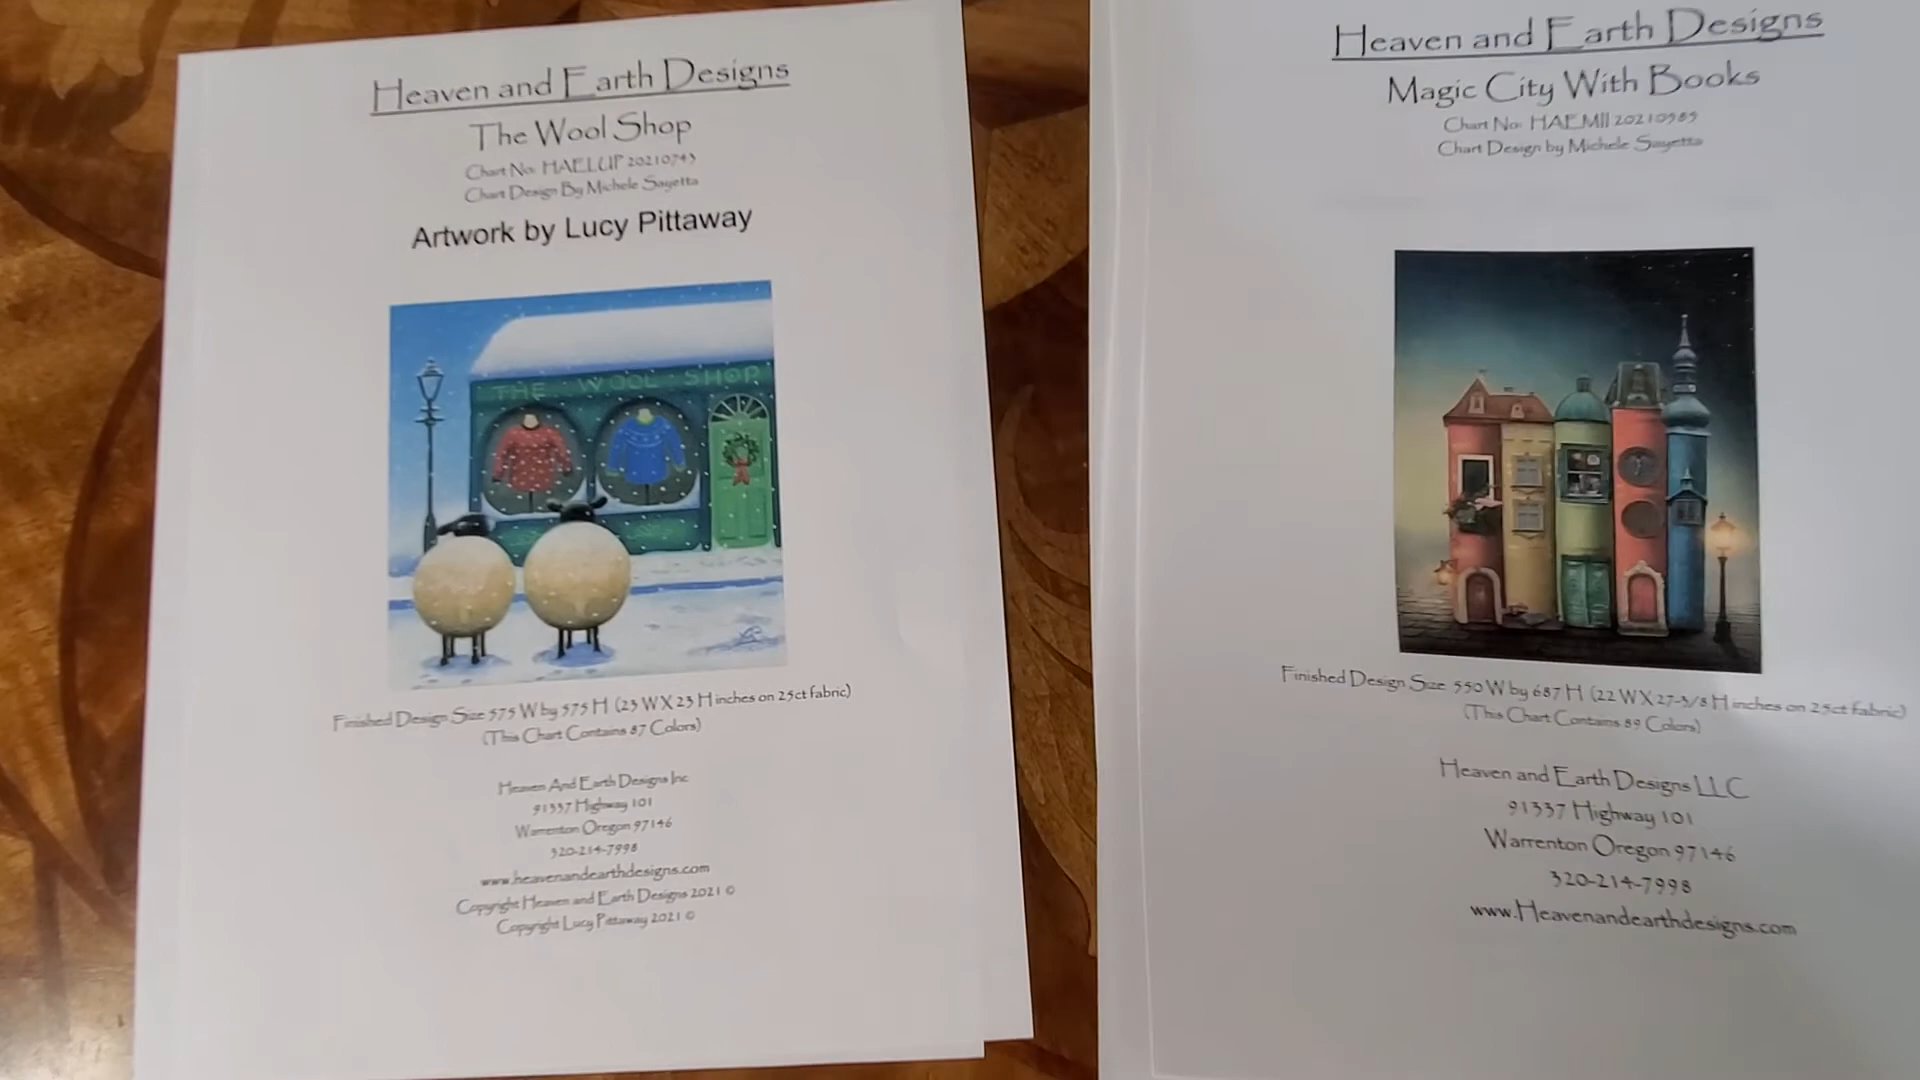 Heaven and Earth Designs
The Wool Shop
Chart No: HAELUP 20210743
Chart Design By Michele Sayetta
Artwork by Lucy Pittaway
THE WOOL SHOP
Finished Design Size 575 W by 575 H (23 W X 23 H inches on 25ct fabric)
(This Chart Contains 87 Colors)
Heaven And Earth Designs Inc
91337 Highway 101
Warrenton Oregon 97146
320-214-7998
www.heavenandearthdesigns.com
Copyright Heaven and Earth Designs 2021 ©
Copyright Lucy Pittaway 2021 ©
Heaven and Earth Designs
Magic City With Books
Chart No: HAEMII 20210989
Chart Design by Michele Sayetta
Finished Design Size 550 W by 687 H (22 W X 27-3/8 H inches on 25ct fabric)
(This Chart Contains 89 Colors)
Heaven and Earth Designs LLC
91337 Highway 101
Warrenton Oregon 97146
320-214-7998
www.Heavenandearthdesigns.com